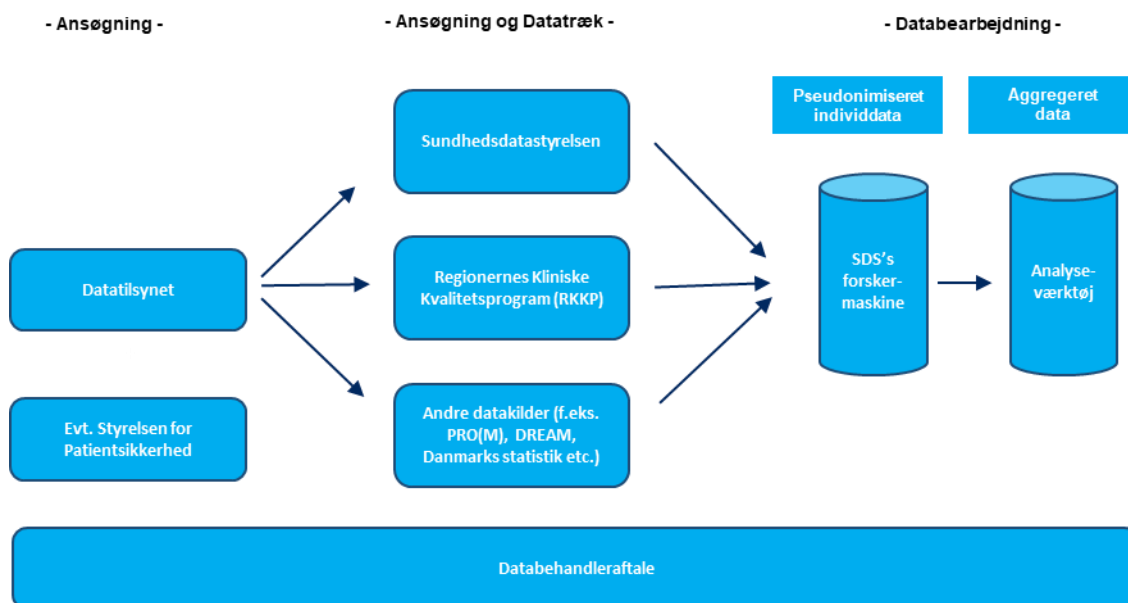 - Ansøgning -
- Ansøgning og Datatræk -
- Databearbejdning -
Pseudonimiseret
individdata
Aggregeret
data
Sundhedsdatastyrelsen
Datatilsynet
Regionernes Kliniske
Kvalitetsprogram (RKKP)
SDS's
forsker-
maskine
Analyse-
værktøj
Evt. Styrelsen for
Patientsikkerhed
Andre datakilder (f.eks.
PRO(M), DREAM,
Danmarks statistik etc.)
Databehandleraftale